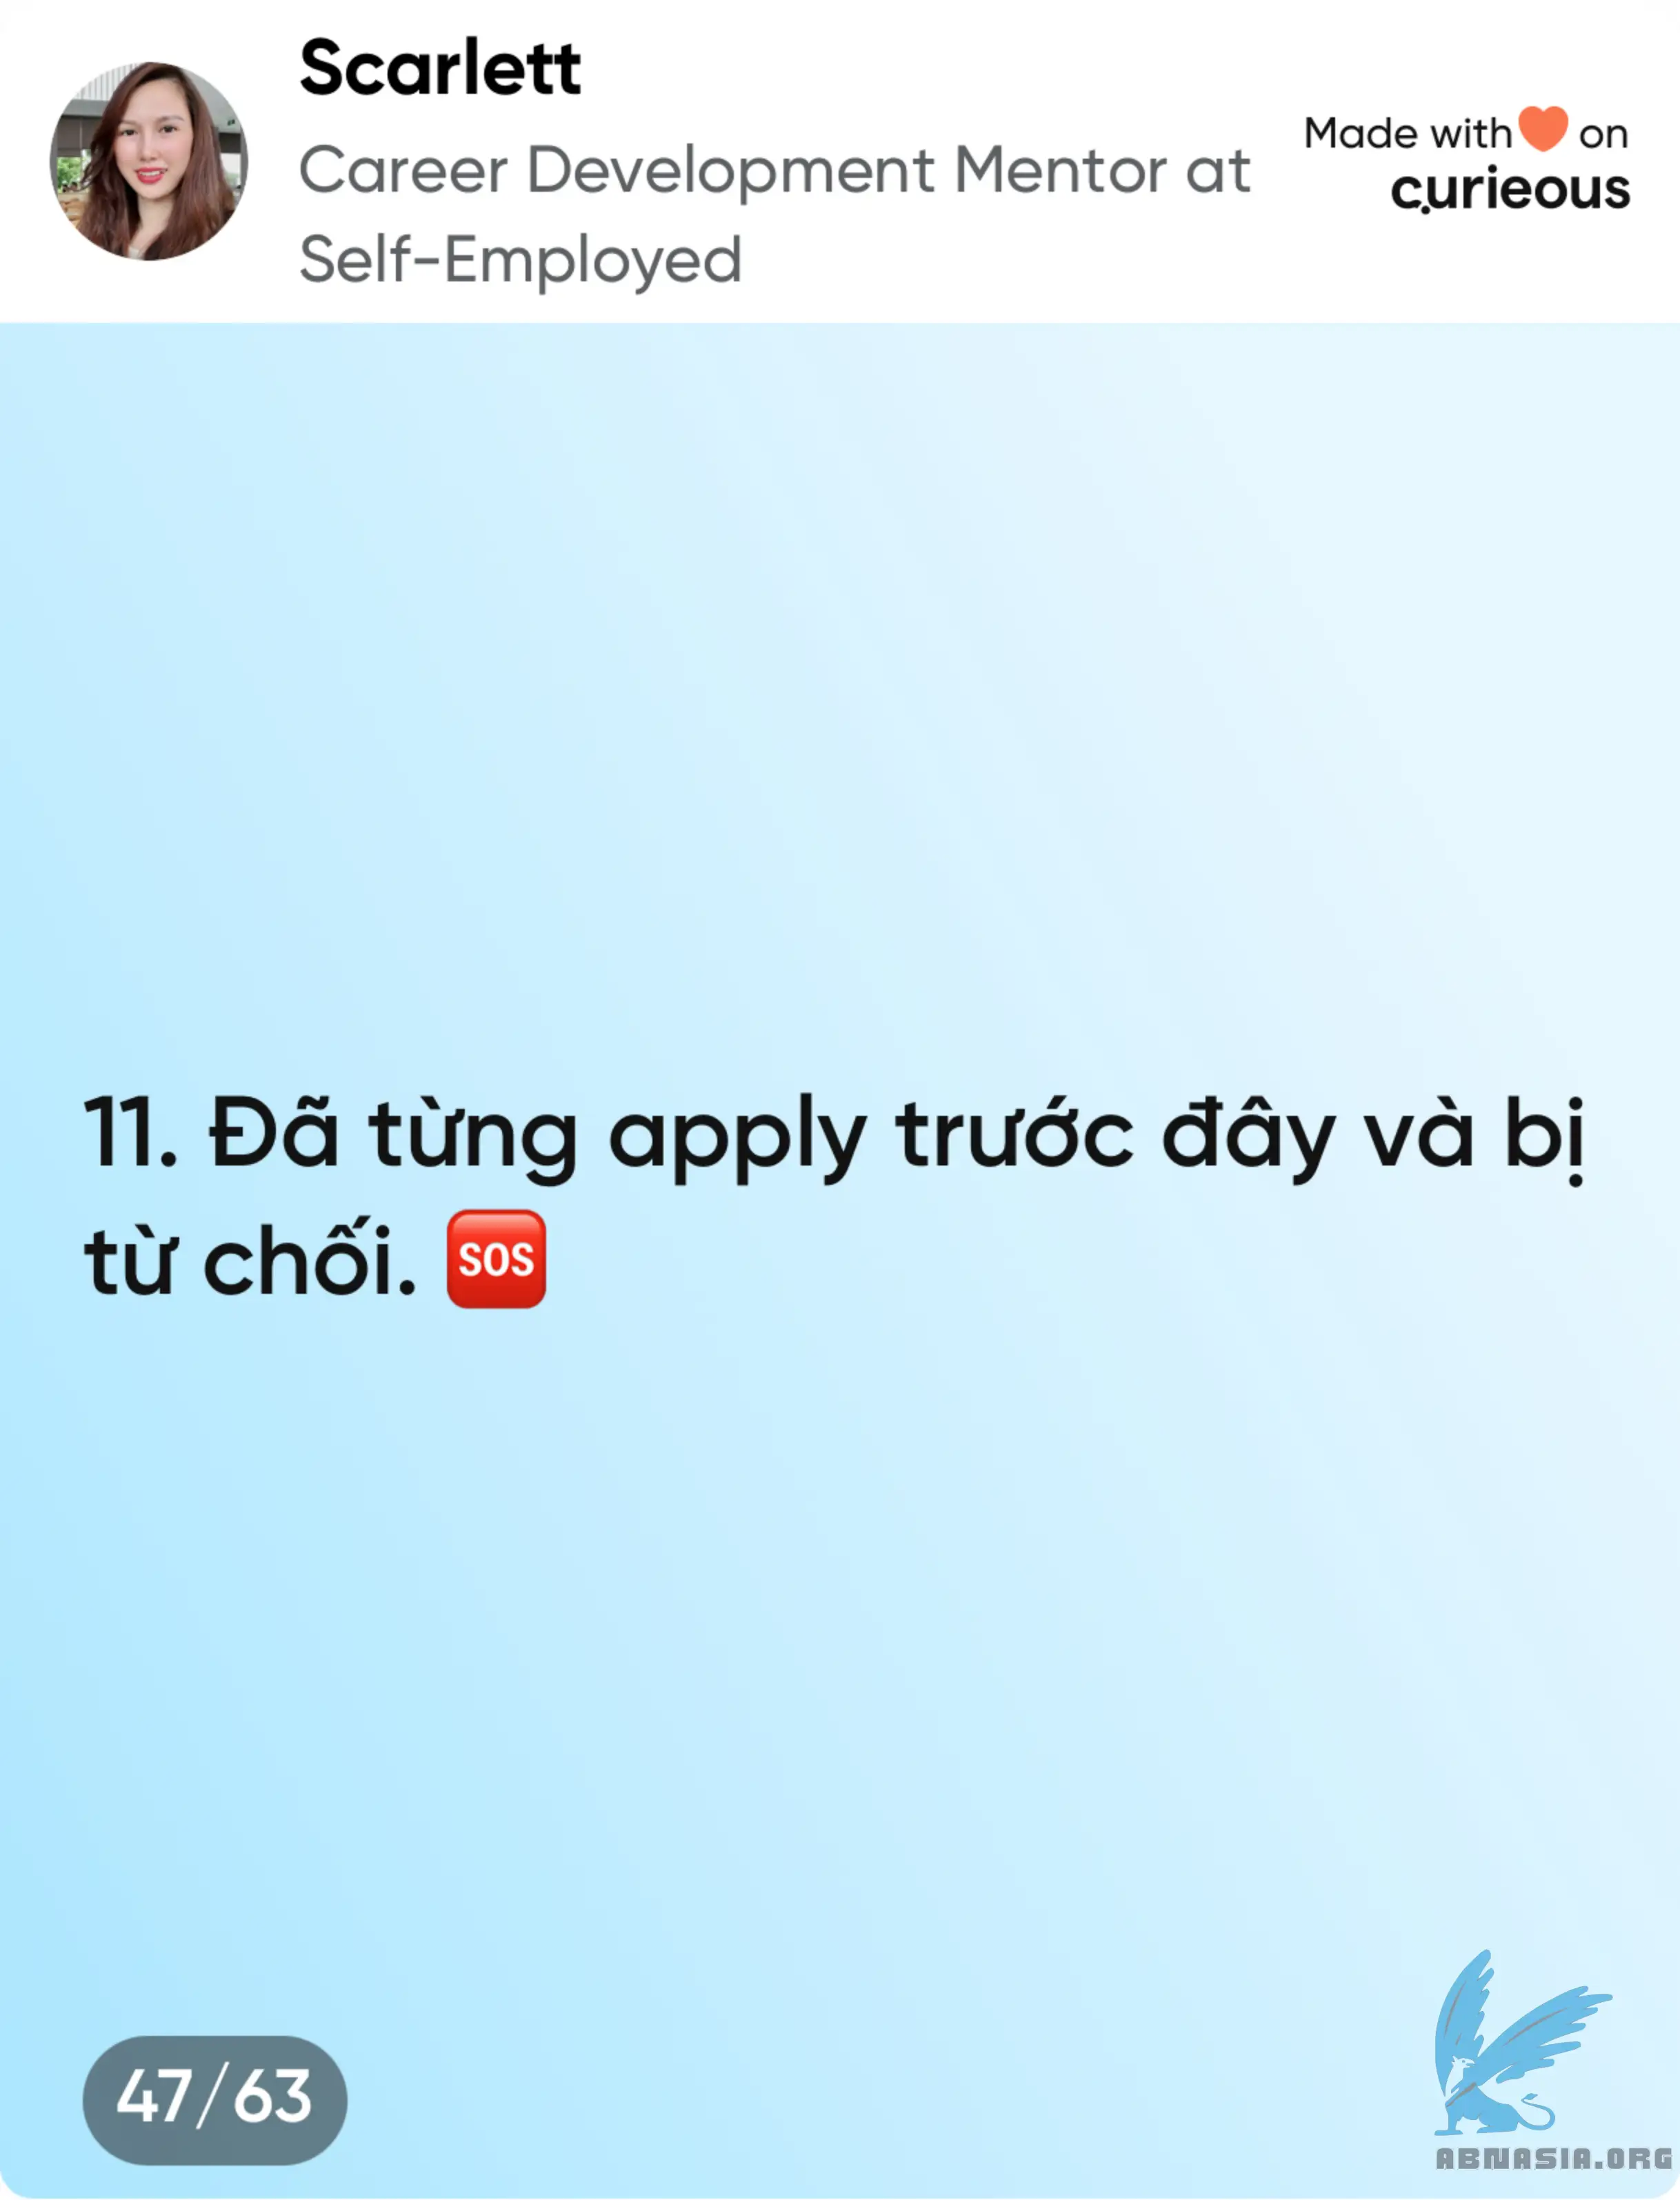 Scarlett
Career Development Mentor at
Self-Employed
Made with🧡 on
curieous
11. Đã từng apply trước đây và bị
từ chối. 🆘
47/63
ABNASIA.ORG